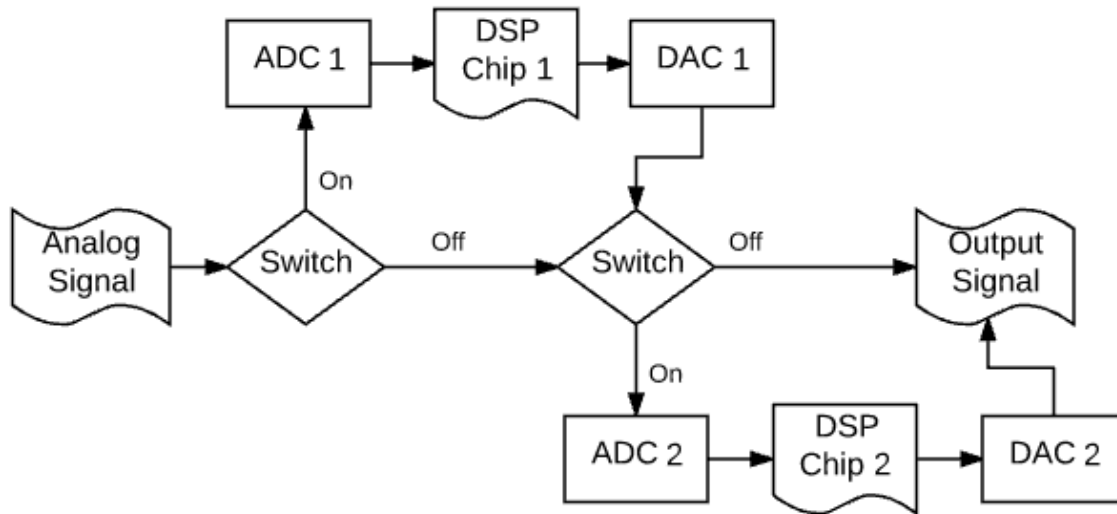 ADC 1
DSP
Chip 1
DAC 1
On
Analog
Signal
Switch
Off
Switch
Off
Output
Signal
On
ADC 2
DSP
Chip 2
DAC 2